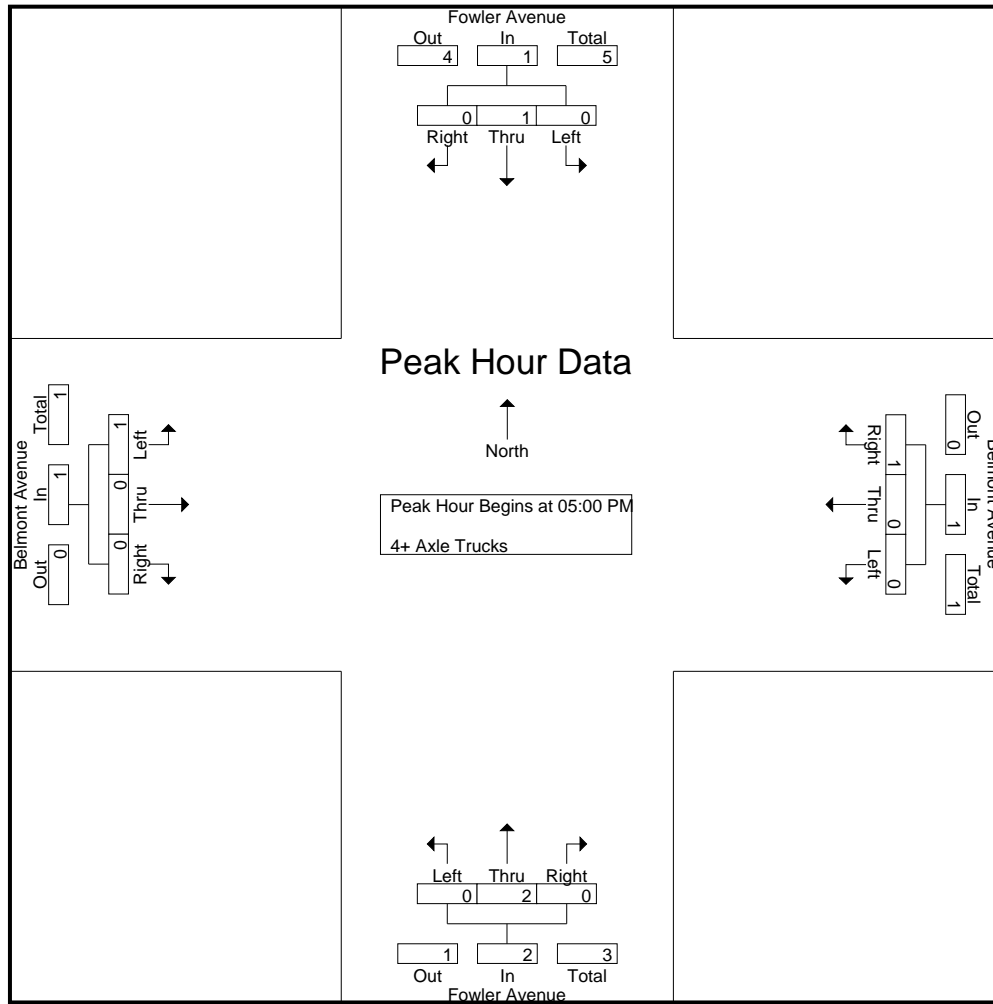 Fowler Avenue
Out In Total
4 1 5
0 1 0
Right Thru Left
Peak Hour Data
North
Peak Hour Begins at 05:00 PM
4+ Axle Trucks
Belmont Avenue
Total In Out
1 1 0
1 0 0
Left Thru Right
Right Thru Left
1 0 0
Out In Total
0 1 1
Belmont Avenue
Left Thru Right
0 2 0
1 2 3
Out In Total
Fowler Avenue